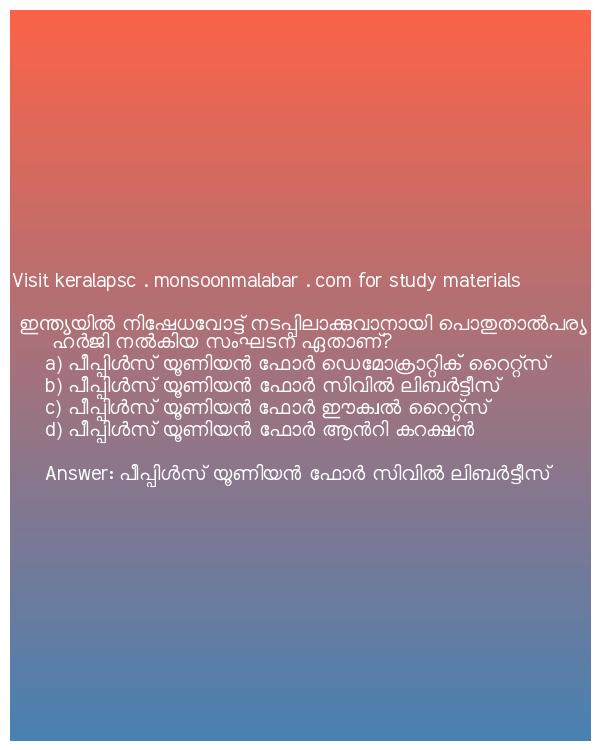 Visit keralapsc . monsoonmalabar . com for study materials
ഇന്ത്യയിൽ നിഷേധവോട്ട് നടപ്പിലാക്കുവാനായി പൊതുതാൽപര്യ
ഹർജി നൽകിയ സംഘടന ഏതാണ്?
a) പീപ്പിൾസ് യൂണിയൻ ഫോർ ഡെമോക്രാറ്റിക് റൈറ്റ്സ്
b) പീപ്പിൾസ് യൂണിയൻ ഫോർ സിവിൽ ലിബർട്ടീസ്
c) പീപ്പിൾസ് യൂണിയൻ ഫോർ ഈക്വൽ റൈറ്റ്സ്
d) പീപ്പിൾസ് യൂണിയൻ ഫോർ ആൻറി കറക്ഷൻ
Answer: പീപ്പിൾസ് യൂണിയൻ ഫോർ സിവിൽ ലിബർട്ടീസ്